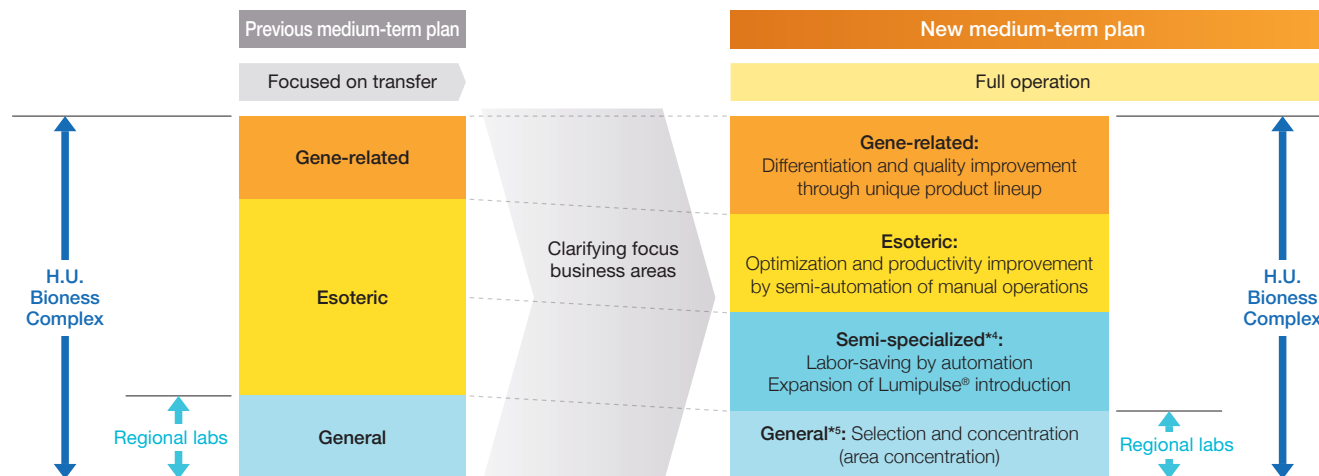 Previous medium-term plan
New medium-term plan
Focused on transfer
Full operation
H.U.
Bioness
Complex
Regional labs
Gene-related
Esoteric
General
Clarifying focus
business areas
Gene-related:
Differentiation and quality improvement
through unique product lineup
Esoteric:
Optimization and productivity improvement
by semi-automation of manual operations
Semi-specialized*4:
Labor-saving by automation
Expansion of Lumipulse® introduction
General*5: Selection and concentration
(area concentration)
Regional labs
H.U.
Bioness
Complex